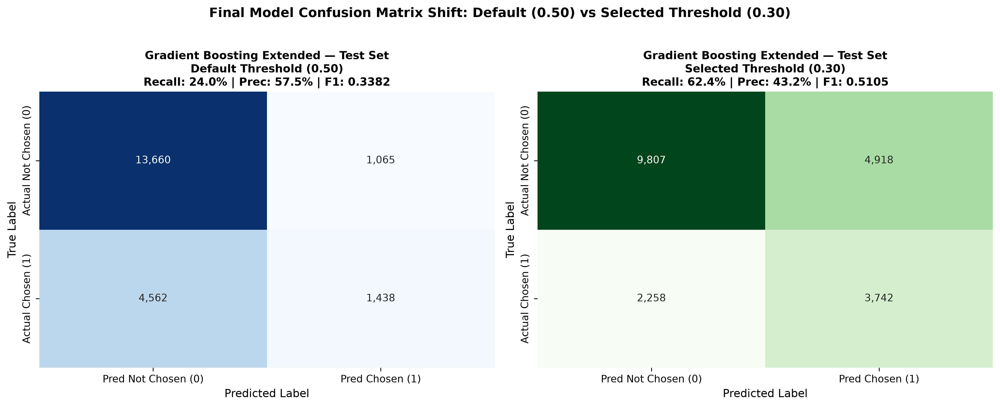 Final Model Confusion Matrix Shift: Default (0.50) vs Selected Threshold (0.30)
Gradient Boosting Extended — Test Set
Default Threshold (0.50)
Recall: 24.0% | Prec: 57.5% | F1: 0.3382
True Label
Actual Not Chosen (0)
13,660
1,065
Actual Chosen (1)
4,562
1,438
Pred Not Chosen (0)
Pred Chosen (1)
Predicted Label
Gradient Boosting Extended — Test Set
Selected Threshold (0.30)
Recall: 62.4% | Prec: 43.2% | F1: 0.5105
True Label
Actual Not Chosen (0)
9,807
4,918
Actual Chosen (1)
2,258
3,742
Pred Not Chosen (0)
Pred Chosen (1)
Predicted Label